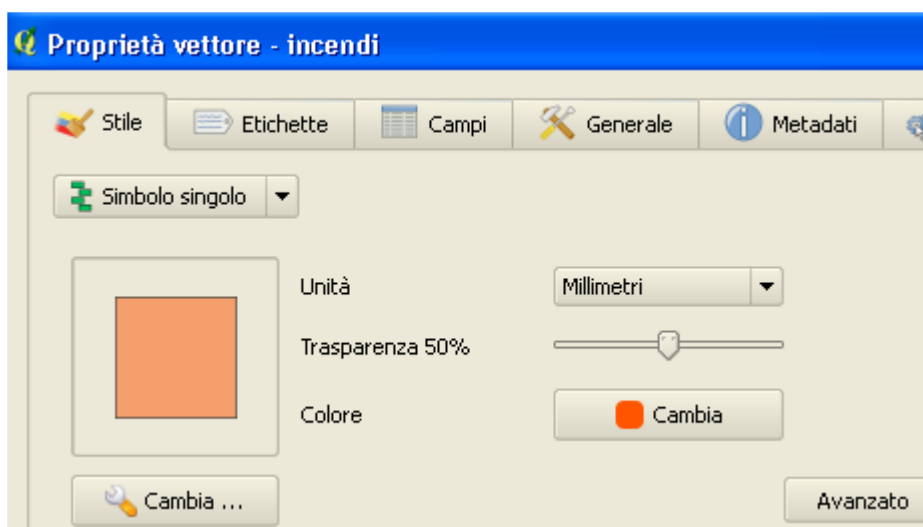 Proprietà vettore - incendi
Stile Etichette Campi Generale Metadati
Simbolo singolo
Unità Millimetri
Trasparenza 50%
Colore Cambia
Cambia ...
Avanzato